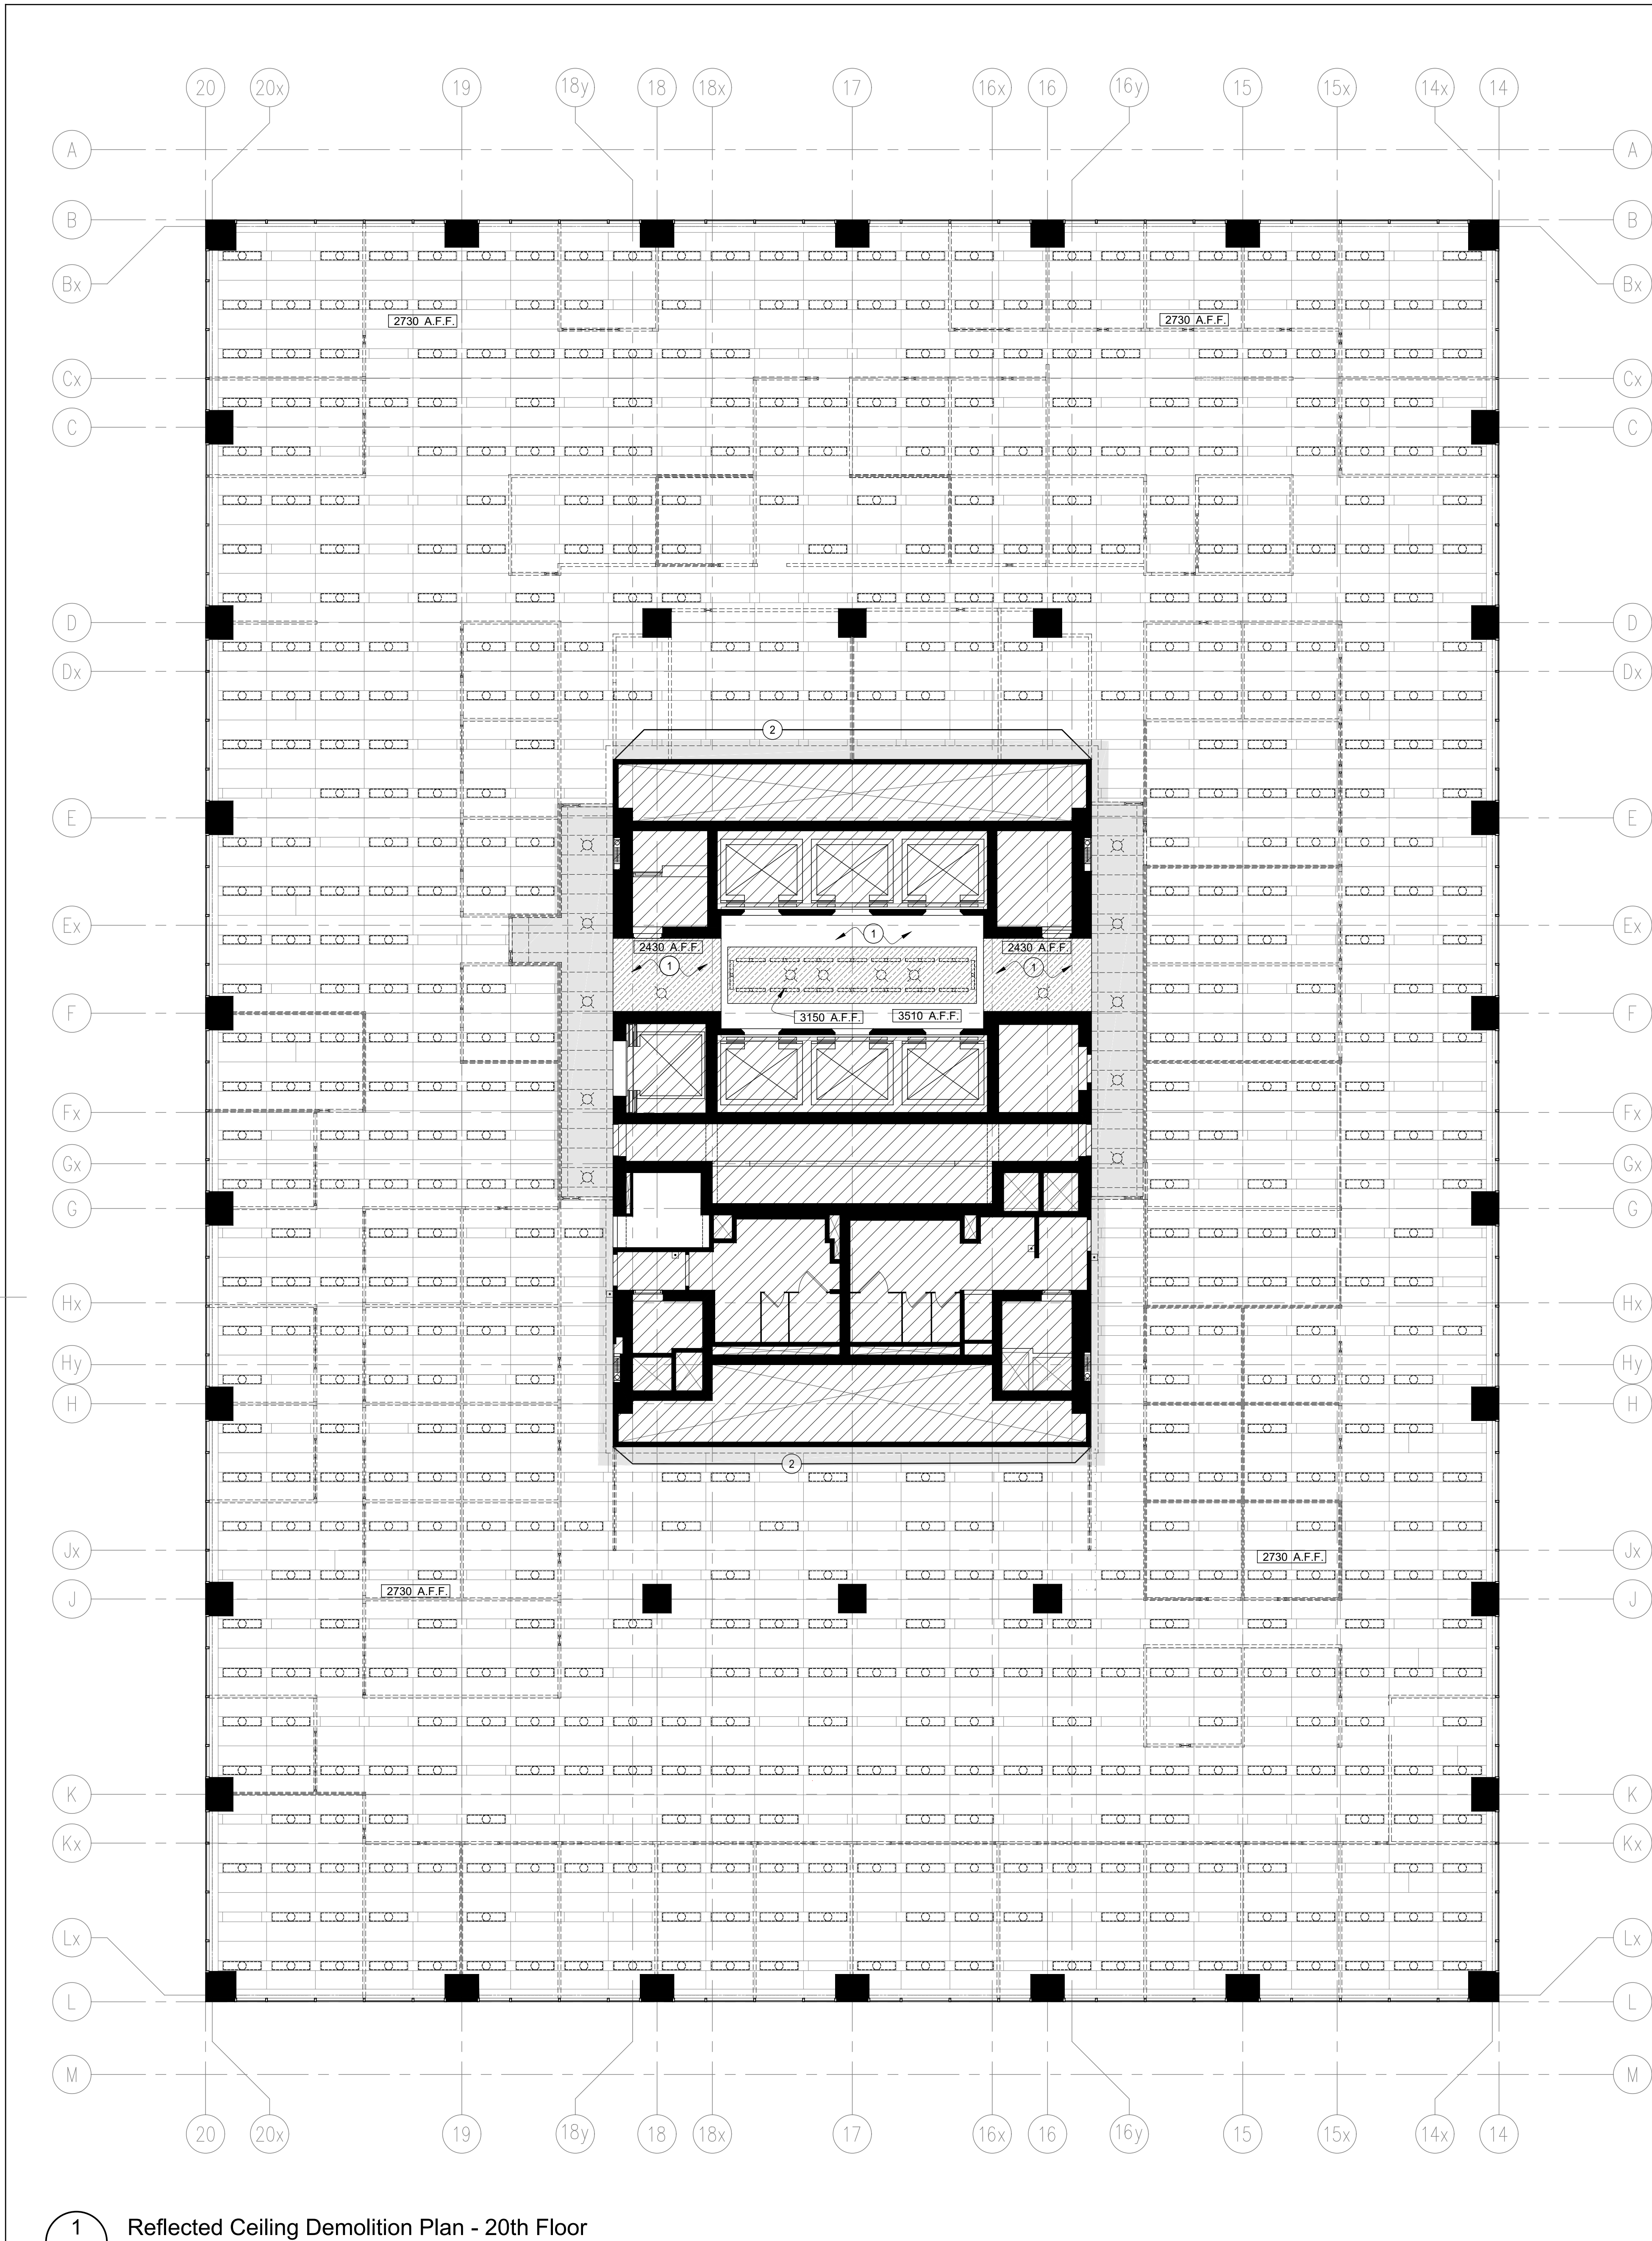 20 20x 19 18y 18 18x 17 16x 16 16y 15 15x 14x 14
A A
B B
Bx Bx
2730 A.F.F. 2730 A.F.F.
Cx Cx
C C
D D
Dx Dx
2
E E
Ex Ex
1
2430 A.F.F. 2430 A.F.F.
1 1
F F
3150 A.F.F. 3510 A.F.F.
Fx Fx
Gx Gx
G G
Hx Hx
Hy Hy
H H
2
Jx Jx
2730 A.F.F.
2730 A.F.F.
J J
K K
Kx Kx
Lx Lx
L L
M M
20 20x 19 18y 18 18x 17 16x 16 16y 15 15x 14x 14
1 Reflected Ceiling Demolition Plan - 20th Floor